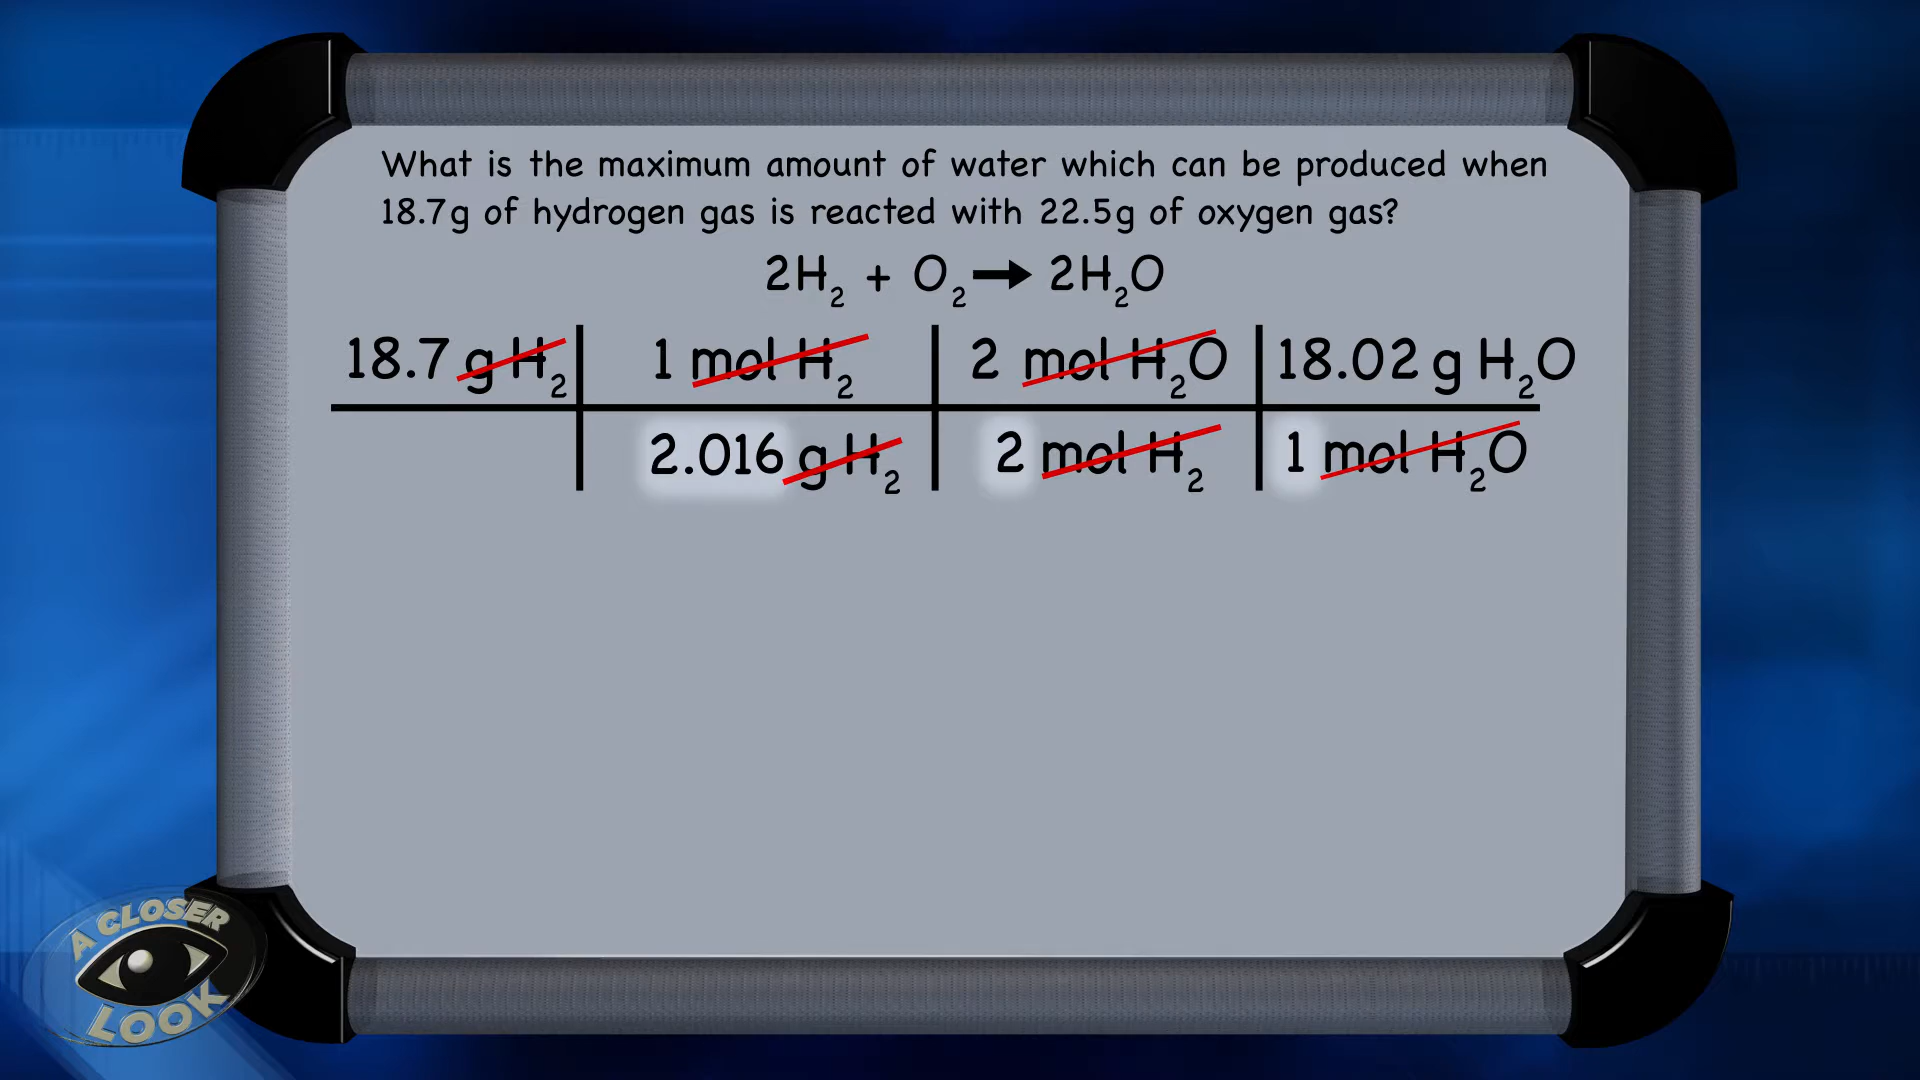 What is the maximum amount of water which can be produced when
18.7g of hydrogen gas is reacted with 22.5g of oxygen gas?
2H₂ + O₂ → 2H₂O
18.7 g H₂ | 1 mol H₂ | 2 mol H₂O | 18.02 g H₂O
2.016 g H₂ | 2 mol H₂ | 1 mol H₂O
A CLOSER
LOOK